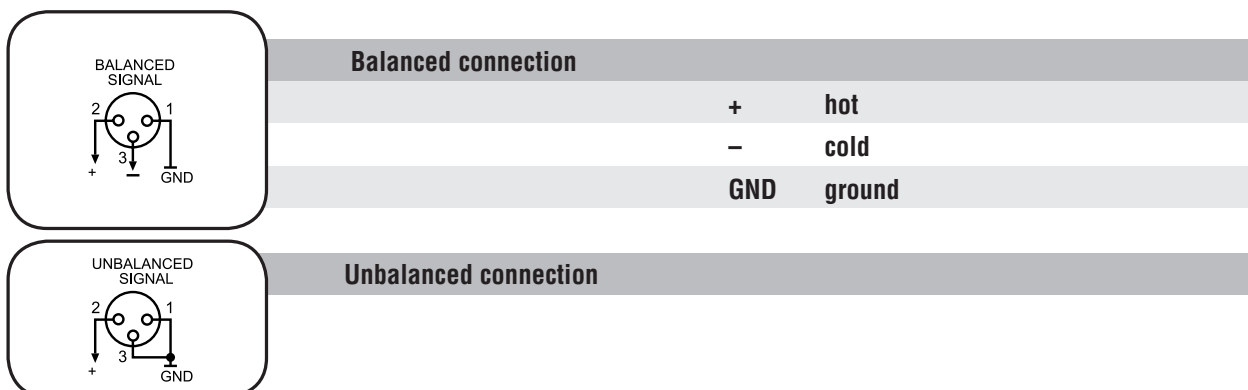 BALANCED
SIGNAL
2 1
3
+ – GND
Balanced connection
+ hot
– cold
GND ground
UNBALANCED
SIGNAL
2 1
3
+ GND
Unbalanced connection